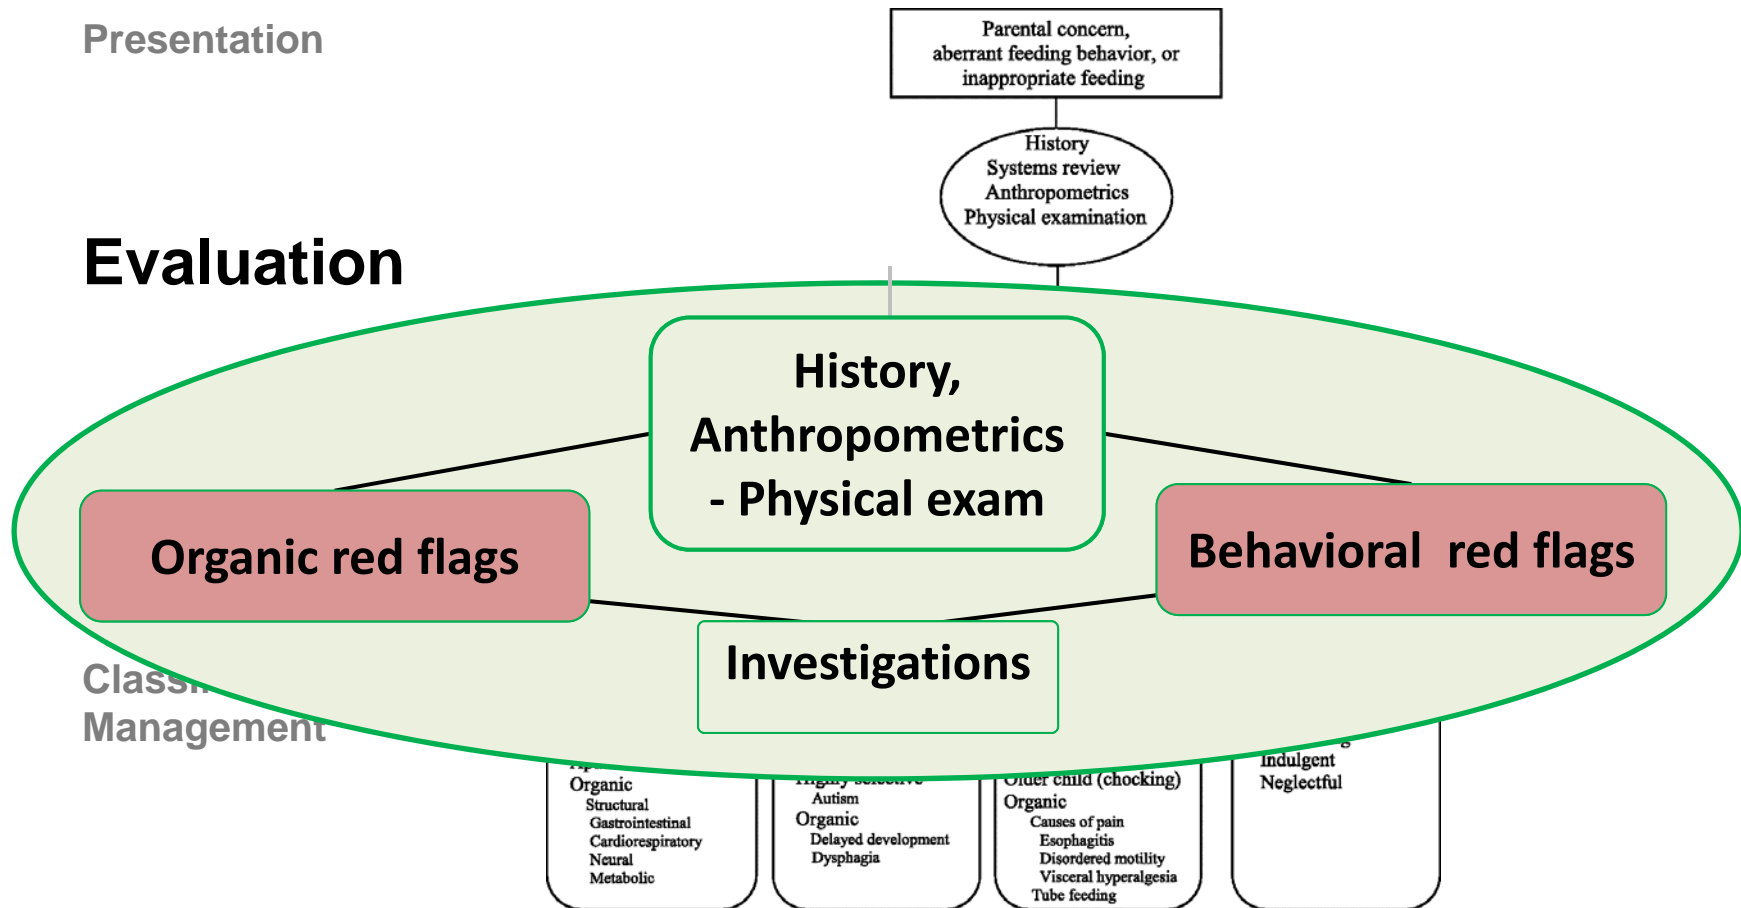 Presentation
Parental concern,
aberrant feeding behavior, or
inappropriate feeding
History
Systems review
Anthropometrics
Physical examination
Evaluation
History,
Anthropometrics
- Physical exam
Organic red flags
Behavioral  red flags
Investigations
Management
Organic
Structural
Gastrointestinal
Cardiorespiratory
Neural
Metabolic
Highly selective
Autism
Organic
Delayed development
Dysphagia
Older child (chocking)
Organic
Causes of pain
Esophagitis
Disordered motility
Visceral hyperalgesia
Tube feeding
Indulgent
Neglectful